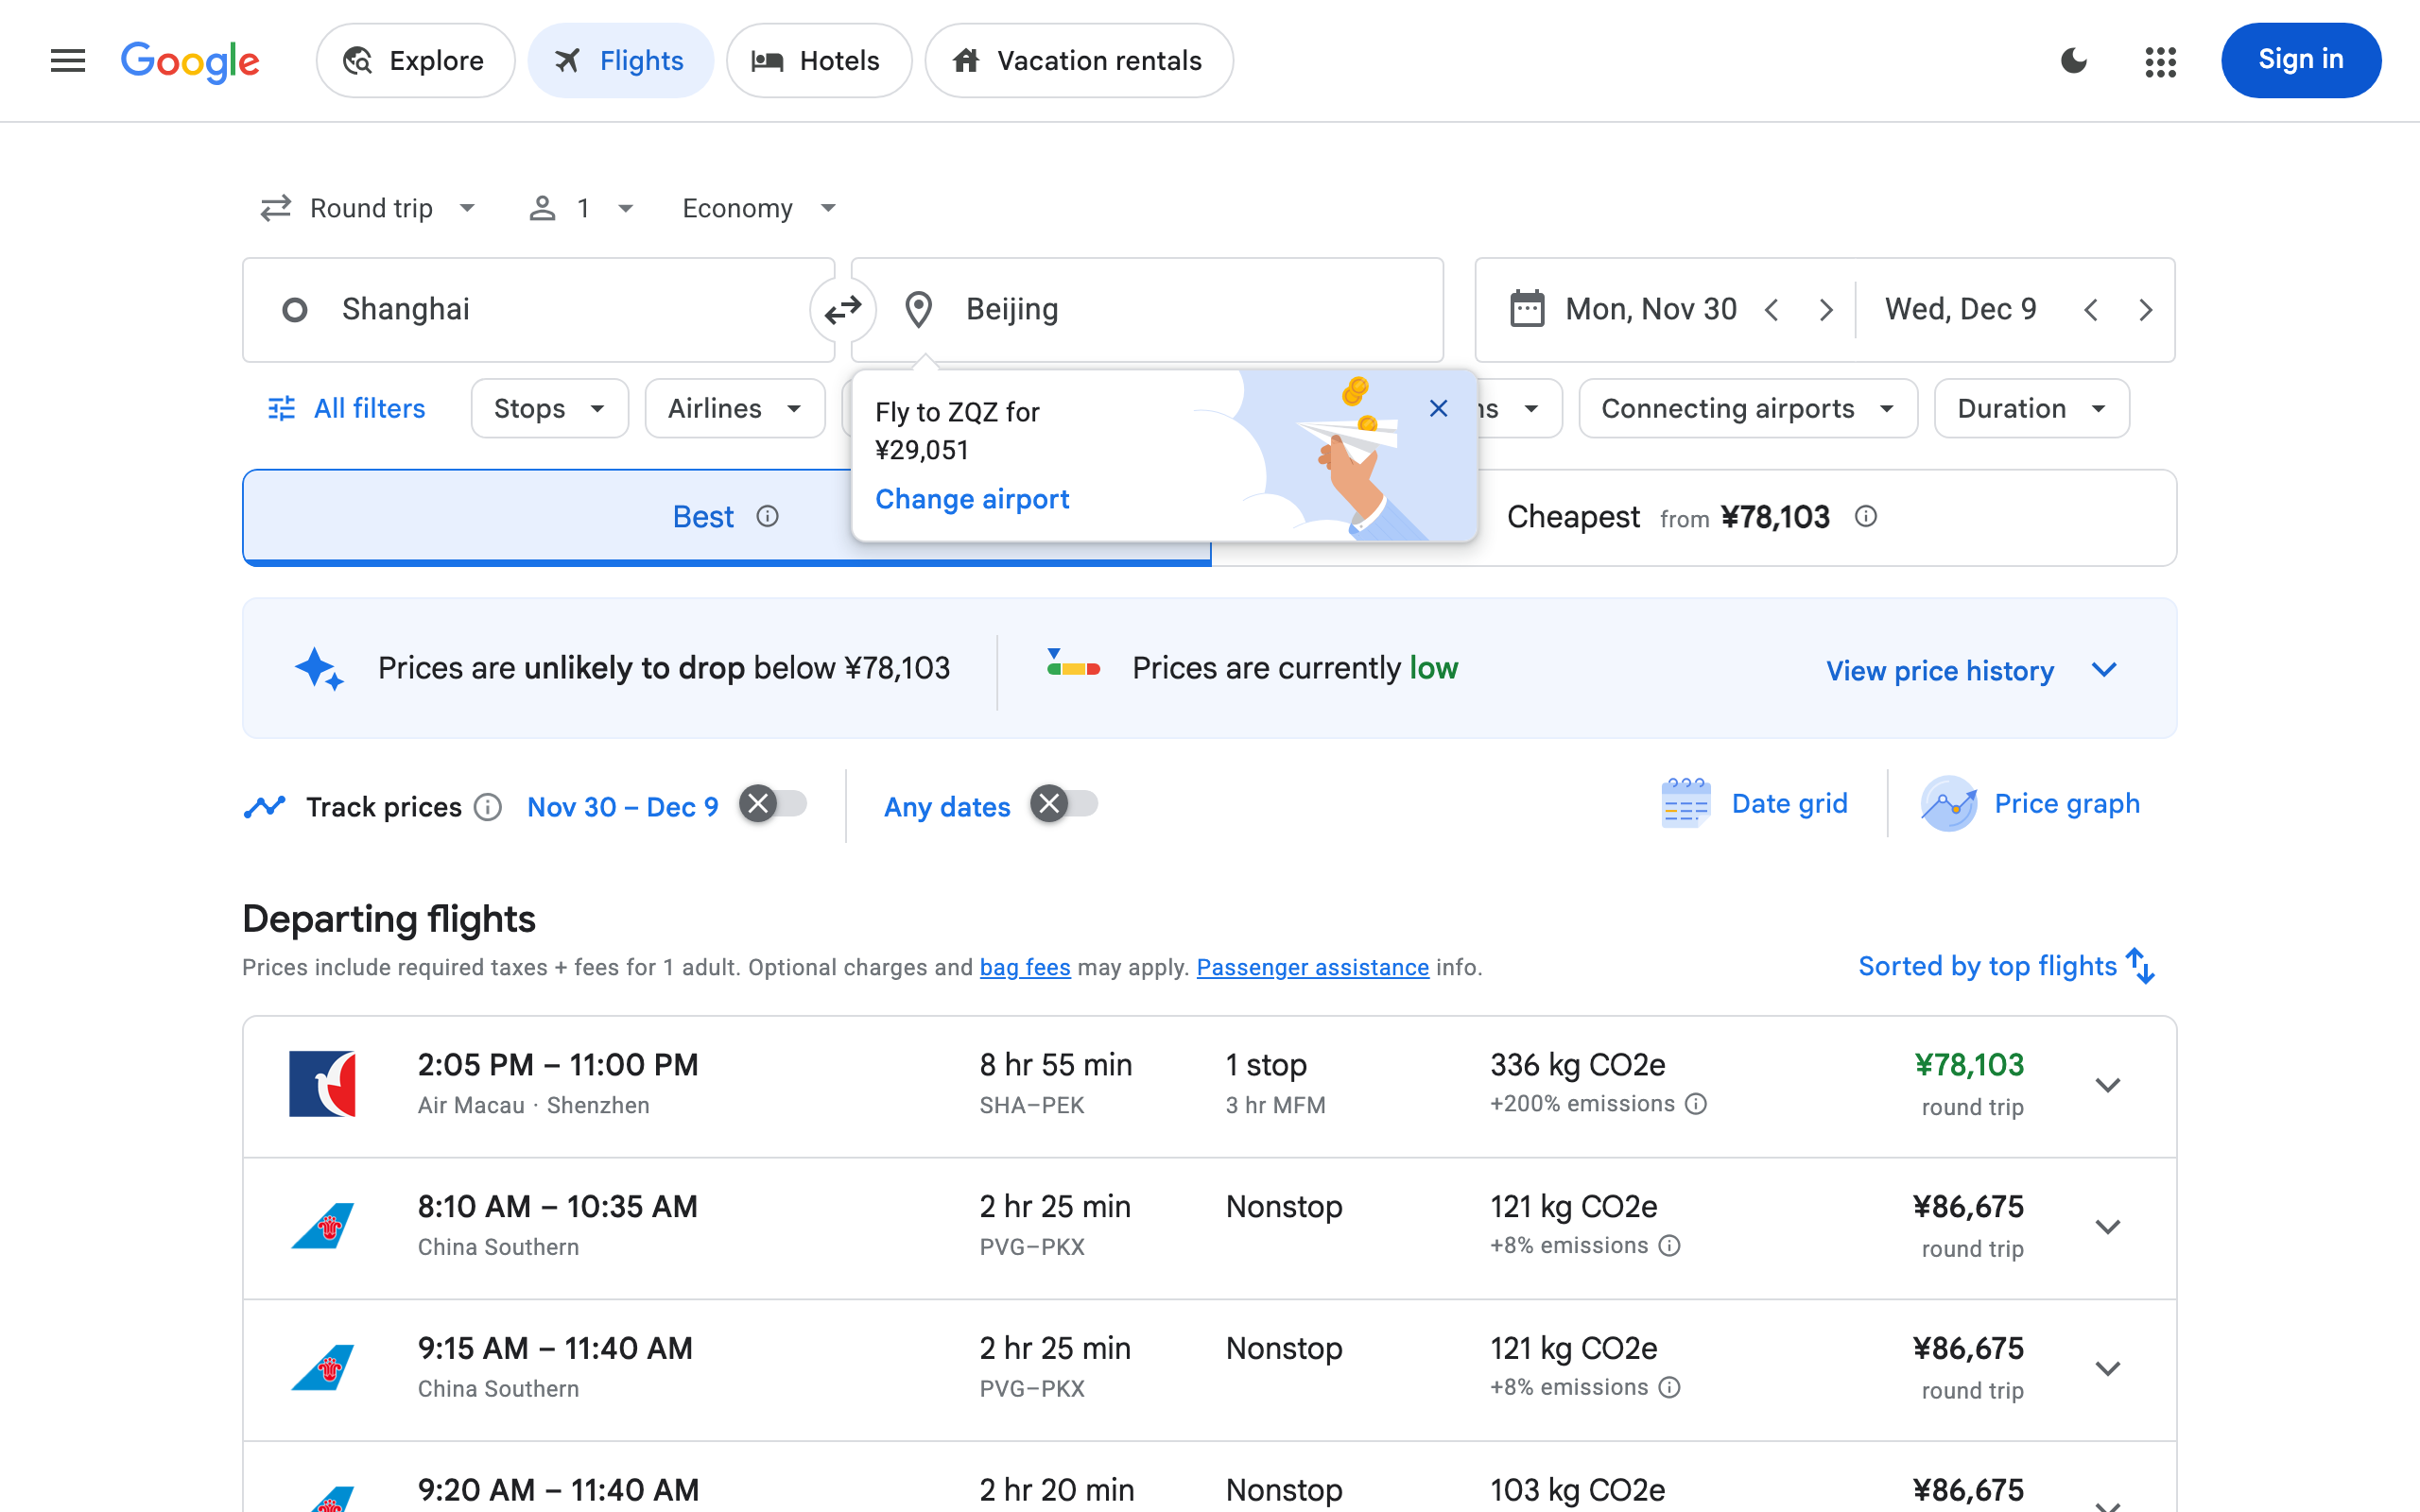 Google
Explore
Flights
Hotels
Vacation rentals
Sign in
Round trip
1
Economy
Shanghai
Beijing
Mon, Nov 30
Wed, Dec 9
All filters
Stops
Airlines
Connecting airports
Duration
Fly to ZQZ for
¥29,051
Change airport
Best
Cheapest from ¥78,103
Prices are unlikely to drop below ¥78,103
Prices are currently low
View price history
Track prices
Nov 30 – Dec 9
Any dates
Date grid
Price graph
Departing flights
Prices include required taxes + fees for 1 adult. Optional charges and bag fees may apply. Passenger assistance info.
Sorted by top flights
2:05 PM – 11:00 PM
Air Macau · Shenzhen
8 hr 55 min
SHA–PEK
1 stop
3 hr MFM
336 kg CO2e
+200% emissions
¥78,103
round trip
8:10 AM – 10:35 AM
China Southern
2 hr 25 min
PVG–PKX
Nonstop
121 kg CO2e
+8% emissions
¥86,675
round trip
9:15 AM – 11:40 AM
China Southern
2 hr 25 min
PVG–PKX
Nonstop
121 kg CO2e
+8% emissions
¥86,675
round trip
9:20 AM – 11:40 AM
2 hr 20 min
Nonstop
103 kg CO2e
¥86,675